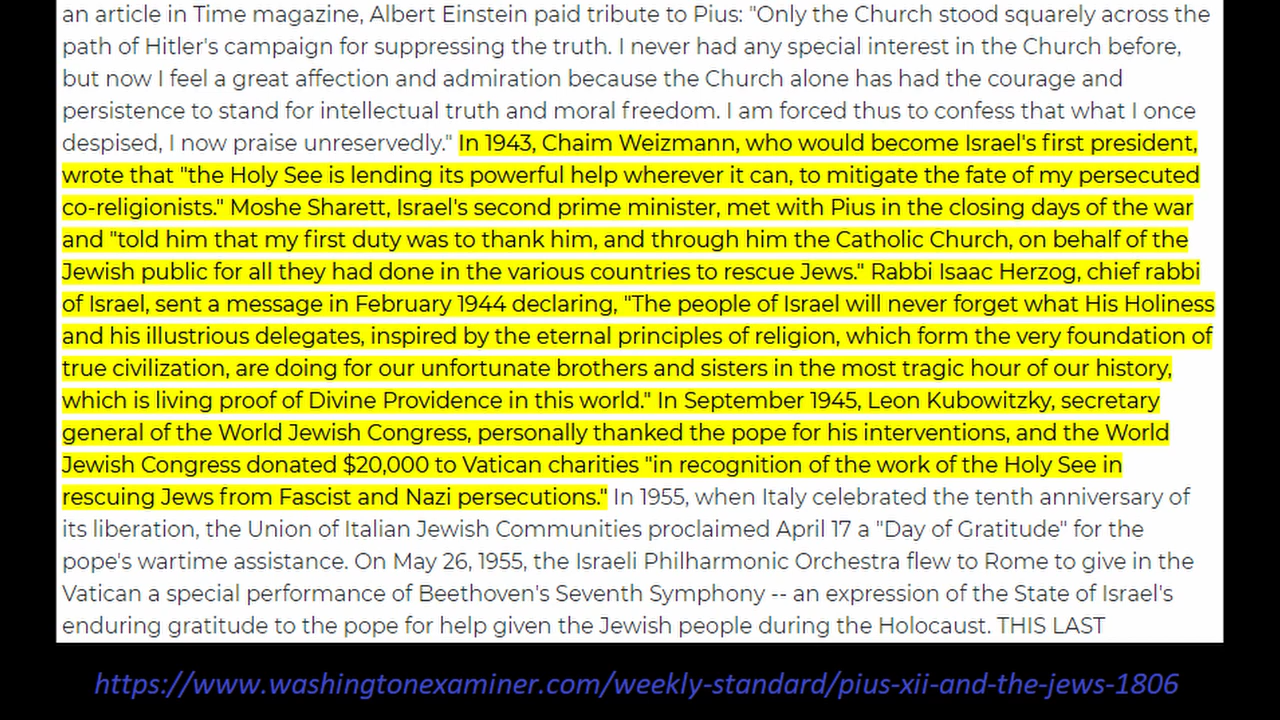 an article in Time magazine, Albert Einstein paid tribute to Pius: "Only the Church stood squarely across the
path of Hitler's campaign for suppressing the truth. I never had any special interest in the Church before,
but now I feel a great affection and admiration because the Church alone has had the courage and
persistence to stand for intellectual truth and moral freedom. I am forced thus to confess that what I once
despised, I now praise unreservedly." In 1943, Chaim Weizmann, who would become Israel's first president,
wrote that "the Holy See is lending its powerful help wherever it can, to mitigate the fate of my persecuted
co-religionists." Moshe Sharett, Israel's second prime minister, met with Pius in the closing days of the war
and "told him that my first duty was to thank him, and through him the Catholic Church, on behalf of the
Jewish public for all they had done in the various countries to rescue Jews." Rabbi Isaac Herzog, chief rabbi
of Israel, sent a message in February 1944 declaring, "The people of Israel will never forget what His Holiness
and his illustrious delegates, inspired by the eternal principles of religion, which form the very foundation of
true civilization, are doing for our unfortunate brothers and sisters in the most tragic hour of our history,
which is living proof of Divine Providence in this world." In September 1945, Leon Kubowitzky, secretary
general of the World Jewish Congress, personally thanked the pope for his interventions, and the World
Jewish Congress donated $20,000 to Vatican charities "in recognition of the work of the Holy See in
rescuing Jews from Fascist and Nazi persecutions." In 1955, when Italy celebrated the tenth anniversary of
its liberation, the Union of Italian Jewish Communities proclaimed April 17 a "Day of Gratitude" for the
pope's wartime assistance. On May 26, 1955, the Israeli Philharmonic Orchestra flew to Rome to give in the
Vatican a special performance of Beethoven's Seventh Symphony -- an expression of the State of Israel's
enduring gratitude to the pope for help given the Jewish people during the Holocaust. THIS LAST
https://www.washingtonexaminer.com/weekly-standard/pius-xii-and-the-jews-1806